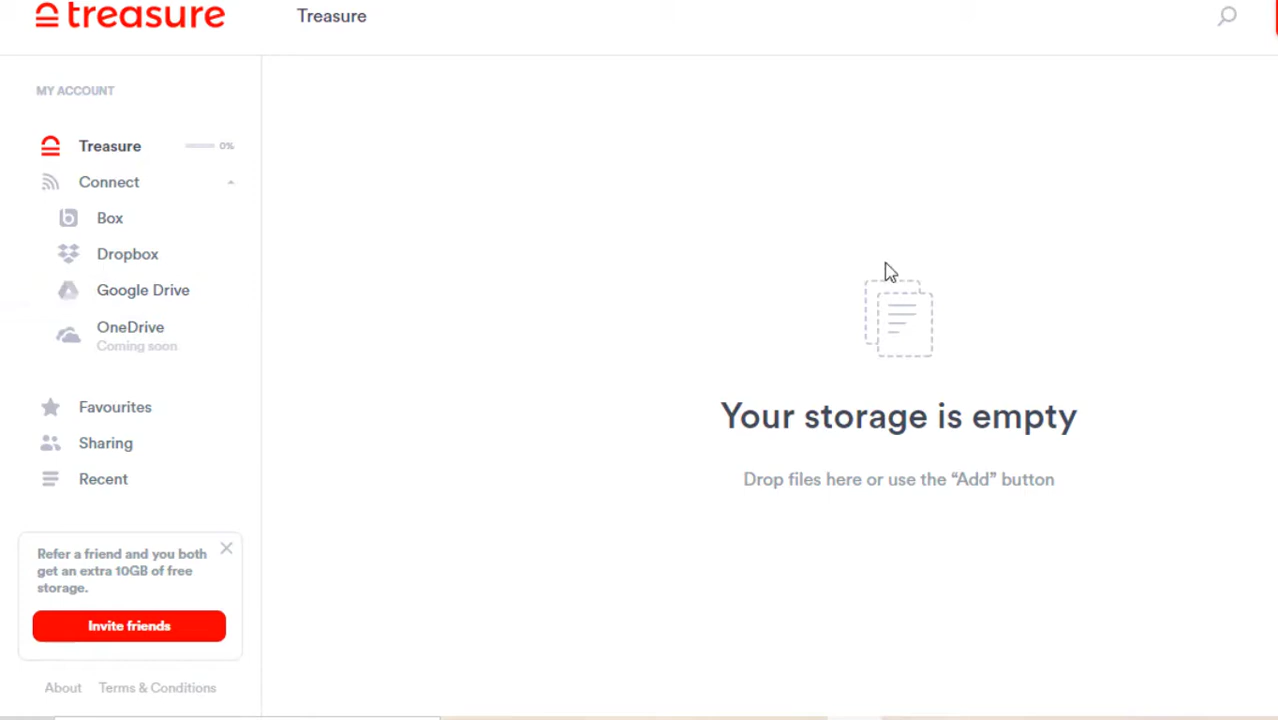 treasure
Treasure
MY ACCOUNT
Treasure 0%
Connect
Box
Dropbox
Google Drive
OneDrive
Coming soon
Favourites
Sharing
Recent
Refer a friend and you both
get an extra 10GB of free
storage.
Invite friends
About Terms & Conditions
Your storage is empty
Drop files here or use the “Add” button